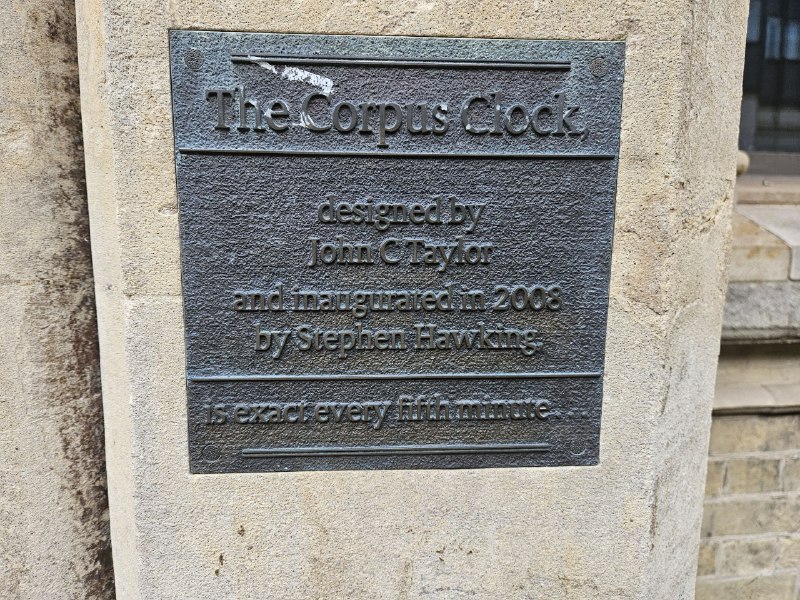 The Corpus Clock,
designed by
John C Taylor
and inaugurated in 2008
by Stephen Hawking,
is exact every fifth minute...